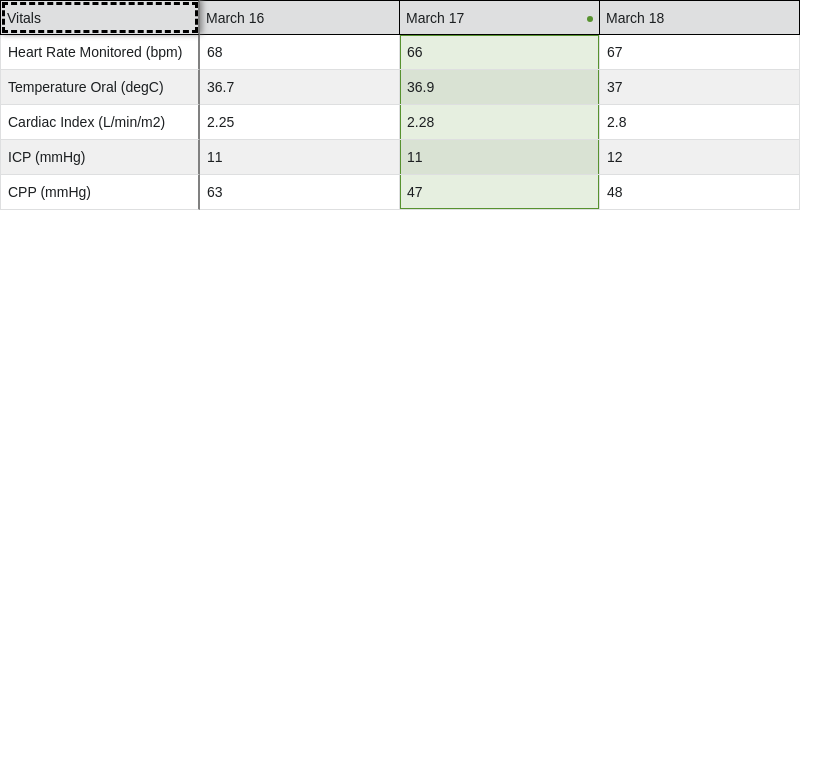 Vitals March 16 March 17 March 18
Heart Rate Monitored (bpm) 68 66 67
Temperature Oral (degC) 36.7 36.9 37
Cardiac Index (L/min/m2) 2.25 2.28 2.8
ICP (mmHg) 11 11 12
CPP (mmHg) 63 47 48